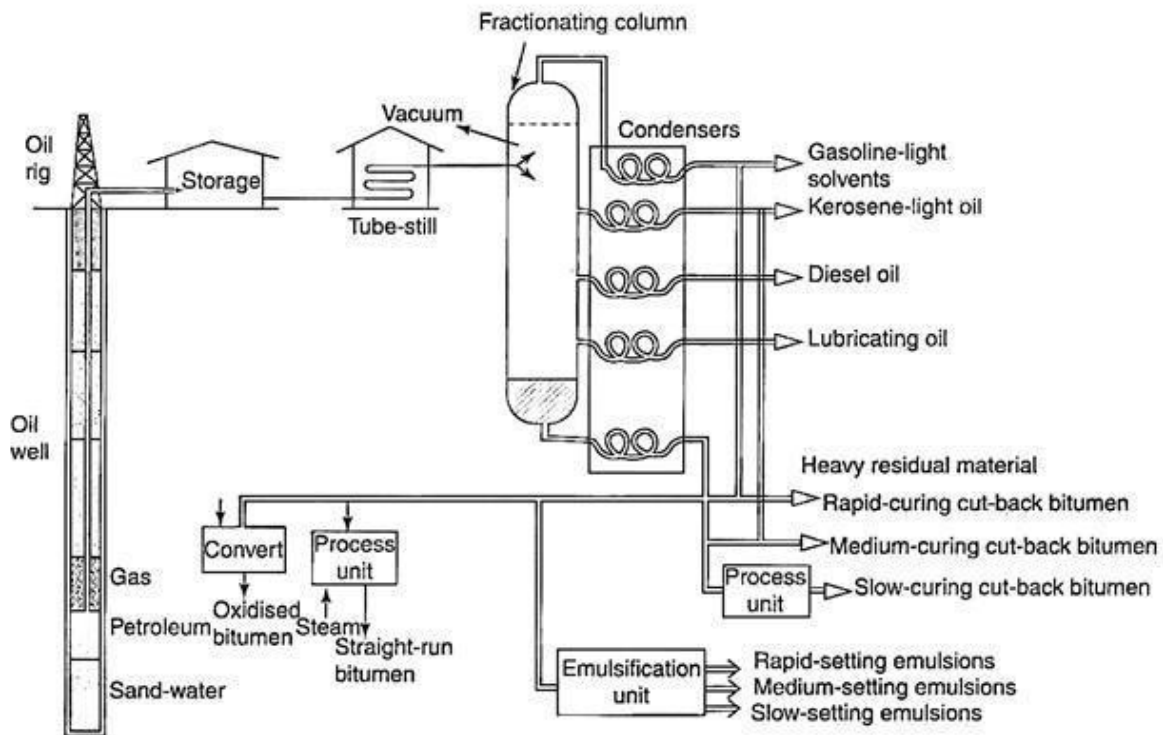 Fractionating column
Vacuum
Condensers
Oil
rig
Storage
Tube-still
Gasoline-light
solvents
Kerosene-light oil
Diesel oil
Lubricating oil
Oil
well
Heavy residual material
Rapid-curing cut-back bitumen
Convert
Process
unit
Medium-curing cut-back bitumen
Gas
Process
unit
Slow-curing cut-back bitumen
Petroleum
Oxidised
bitumen
Steam
Straight-run
bitumen
Sand-water
Emulsification
unit
Rapid-setting emulsions
Medium-setting emulsions
Slow-setting emulsions